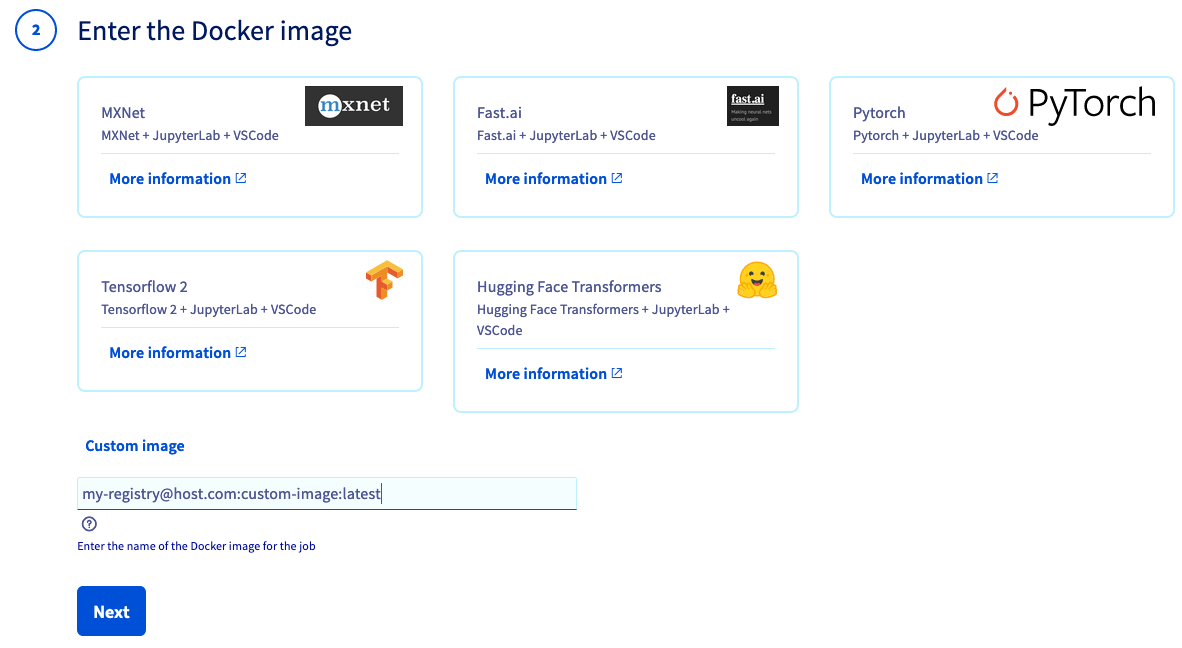 2
Enter the Docker image
MXNet
mxnet
MXNet + JupyterLab + VSCode
More information
Fast.ai
fast.ai
Making neural nets
uncool again
Fast.ai + JupyterLab + VSCode
More information
Pytorch
PyTorch
Pytorch + JupyterLab + VSCode
More information
Tensorflow 2
Tensorflow 2 + JupyterLab + VSCode
More information
Hugging Face Transformers
Hugging Face Transformers + JupyterLab +
VSCode
More information
Custom image
my-registry@host.com:custom-image:latest
?
Enter the name of the Docker image for the job
Next